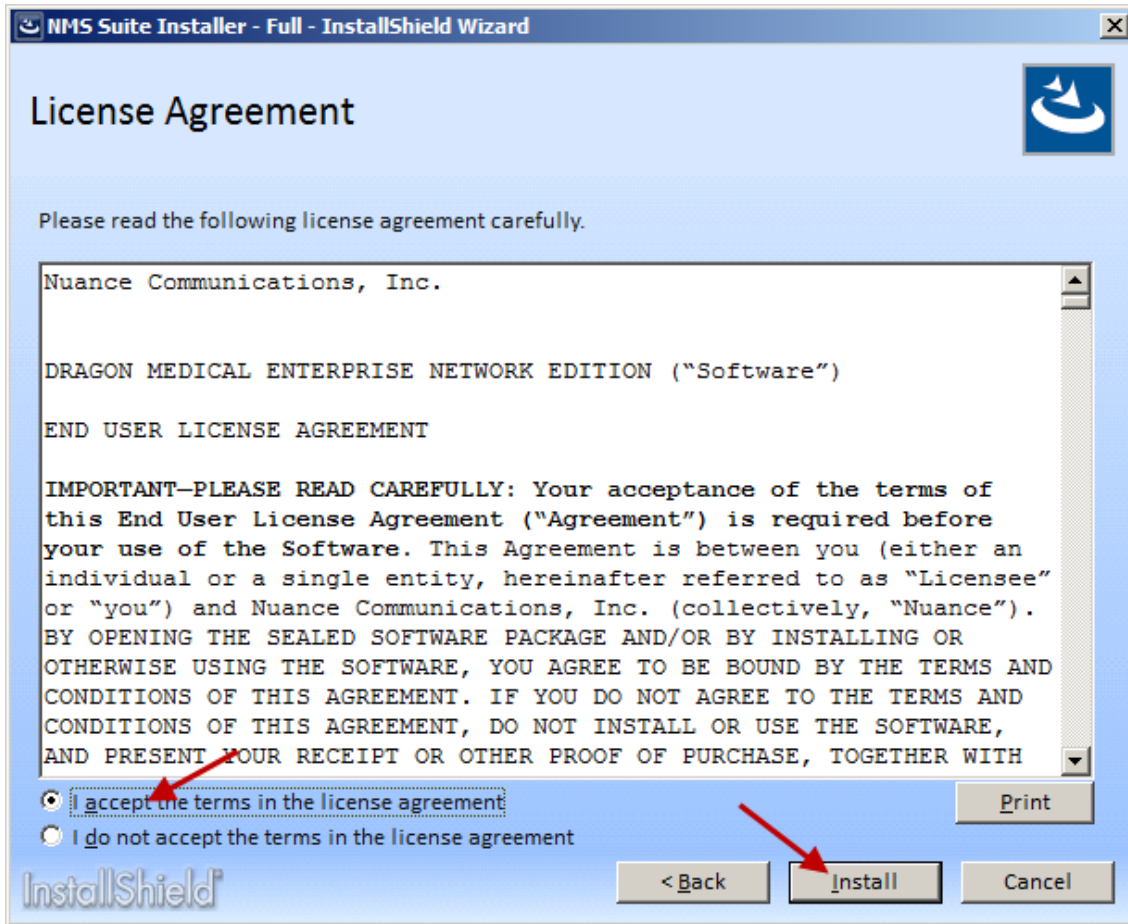 NMS Suite Installer - Full - InstallShield Wizard
License Agreement
Please read the following license agreement carefully.
Nuance Communications, Inc.
DRAGON MEDICAL ENTERPRISE NETWORK EDITION (“Software”)
END USER LICENSE AGREEMENT
IMPORTANT—PLEASE READ CAREFULLY: Your acceptance of the terms of
this End User License Agreement (“Agreement”) is required before
your use of the Software. This Agreement is between you (either an
individual or a single entity, hereinafter referred to as “Licensee”
or “you”) and Nuance Communications, Inc. (collectively, “Nuance”).
BY OPENING THE SEALED SOFTWARE PACKAGE AND/OR BY INSTALLING OR
OTHERWISE USING THE SOFTWARE, YOU AGREE TO BE BOUND BY THE TERMS AND
CONDITIONS OF THIS AGREEMENT. IF YOU DO NOT AGREE TO THE TERMS AND
CONDITIONS OF THIS AGREEMENT, DO NOT INSTALL OR USE THE SOFTWARE,
AND PRESENT YOUR RECEIPT OR OTHER PROOF OF PURCHASE, TOGETHER WITH
I accept the terms in the license agreement
Print
I do not accept the terms in the license agreement
InstallShield
< Back
Install
Cancel